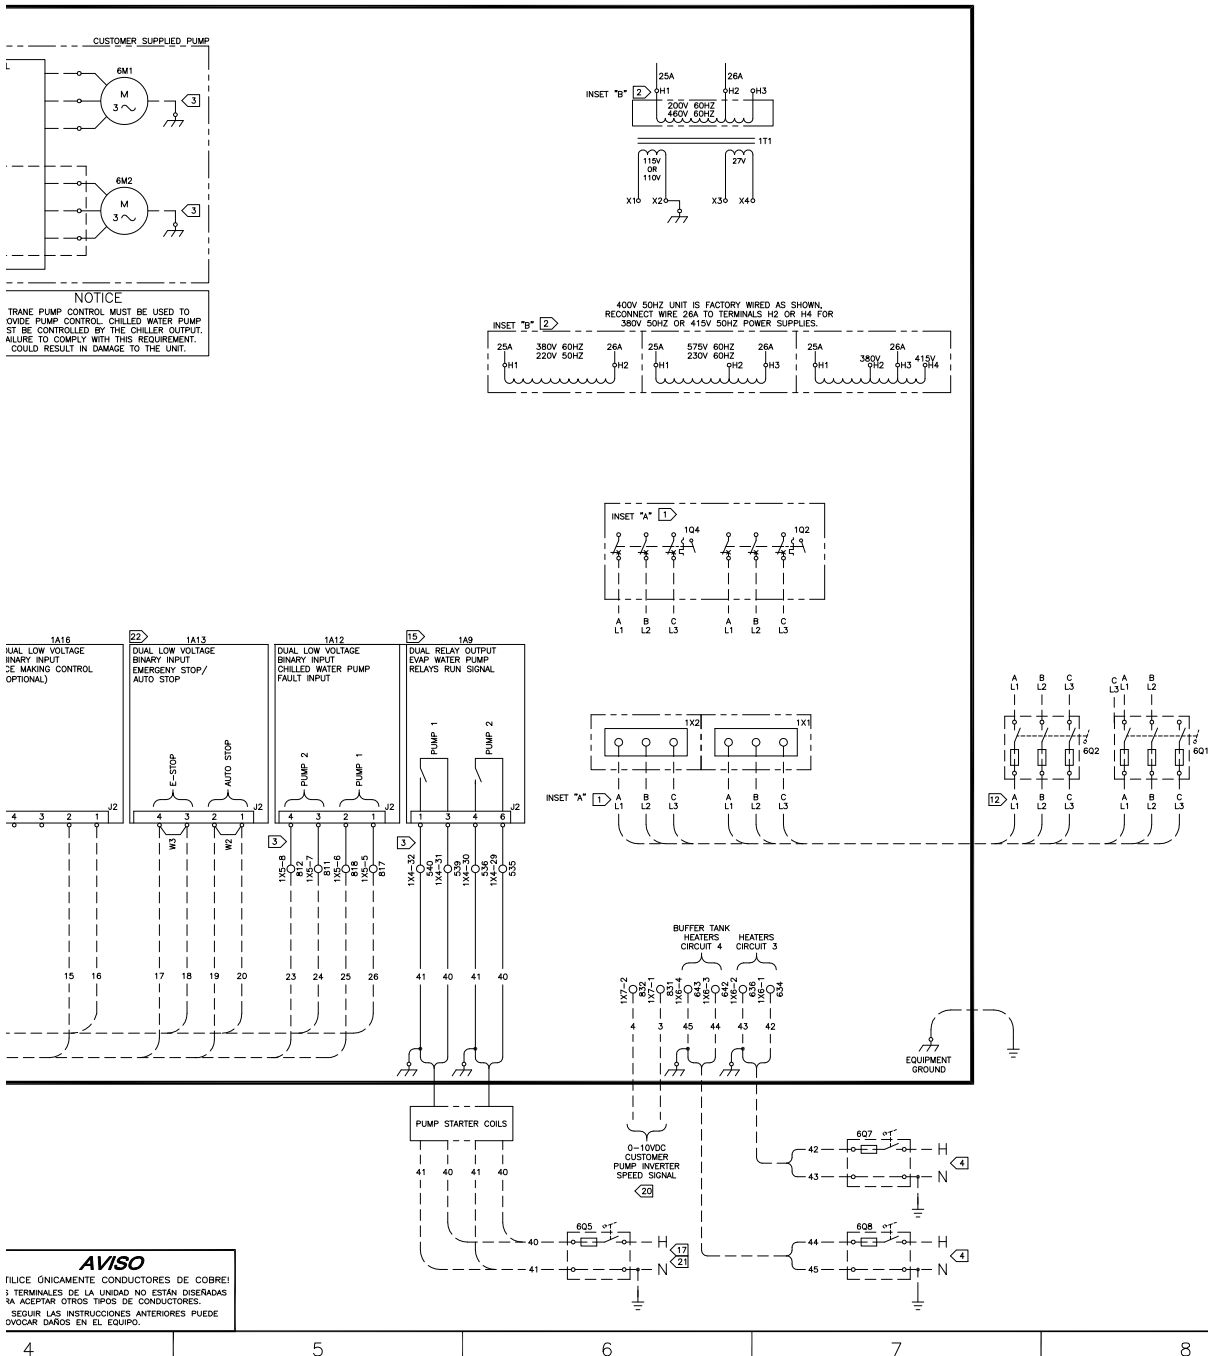 CUSTOMER SUPPLIED PUMP
L
6M1
M
3
3
6M2
M
3
3
NOTICE
TRANE PUMP CONTROL MUST BE USED TO
OVIDE PUMP CONTROL. CHILLED WATER PUMP
ST BE CONTROLLED BY THE CHILLER OUTPUT.
AILURE TO COMPLY WITH THIS REQUIREMENT.
COULD RESULT IN DAMAGE TO THE UNIT.
25A 26A
INSET "B" 2 H1 H2 H3
200V 60HZ
460V 60HZ
1T1
115V
OR
110V
27V
X1 X2 X3 X4
400V 50HZ UNIT IS FACTORY WIRED AS SHOWN,
RECONNECT WIRE 26A TO TERMINALS H2 OR H4 FOR
380V 50HZ OR 415V 50HZ POWER SUPPLIES.
INSET "B" 2
25A 380V 60HZ 26A 25A 575V 60HZ 26A 25A 26A
220V 50HZ 230V 60HZ 380V 415V
H1 H2 H1 H2 H3 H1 H2 H3 H4
INSET "A" 1
1Q4 1Q2
A B C A B C
L1 L2 L3 L1 L2 L3
1A16
UAL LOW VOLTAGE
INARY INPUT
CE MAKING CONTROL
OPTIONAL)
J2
4 3 2 1
22 1A13
DUAL LOW VOLTAGE
BINARY INPUT
EMERGENY STOP/
AUTO STOP
E-STOP
AUTO STOP
J2
4 3 2 1
W3 W2
1A12
DUAL LOW VOLTAGE
BINARY INPUT
CHILLED WATER PUMP
FAULT INPUT
PUMP 2
PUMP 1
J2
4 3 2 1
3
1X5-8 812 1X5-7 811 1X5-6 818 1X5-5 817
15 1A9
DUAL RELAY OUTPUT
EVAP WATER PUMP
RELAYS RUN SIGNAL
PUMP 1
PUMP 2
J2
1 3 4 6
3
1X4-32 540 1X4-31 539 1X4-30 536 1X4-29 535
1X2 1X1
INSET "A" 1
A B C A B C
L1 L2 L3 L1 L2 L3
A B C C A B
L1 L2 L3 L3 L1 L2
6Q2 6Q1
12
A B C A B C
L1 L2 L3 L1 L2 L3
15 16 17 18 19 20 23 24 25 26 41 40 41 40
BUFFER TANK
HEATERS
CIRCUIT 4
HEATERS
CIRCUIT 3
1X7-2 832 1X7-1 831 1X6-4 643 1X6-3 642 1X6-2 636 1X6-1 634
4 3 45 44 43 42
EQUIPMENT
GROUND
PUMP STARTER COILS
41 40 41 40
0-10VDC
CUSTOMER
PUMP INVERTER
SPEED SIGNAL
20
6Q7
42 H
43 N
4
6Q5
40 H 17
41 N 21
6Q8
44 H
45 N
4
AVISO
TILICE ÚNICAMENTE CONDUCTORES DE COBRE!
S TERMINALES DE LA UNIDAD NO ESTÁN DISEÑADAS
RA ACEPTAR OTROS TIPOS DE CONDUCTORES.
SEGUIR LAS INSTRUCCIONES ANTERIORES PUEDE
OVOCAR DAÑOS EN EL EQUIPO.
4 5 6 7 8